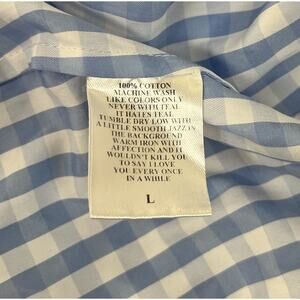 100% COTTON
MACHINE WASH
LIKE COLORS ONLY
NEVER WITH TEAL
IT HATES TEAL
TUMBLE DRY LOW WITH
A LITTLE SMOOTH JAZZ IN
THE BACKGROUND
WARM IRON WITH
AFFECTION AND IT
WOULDN'T KILL YOU
TO SAY I LOVE
YOU EVERY ONCE
IN A WHILE
L